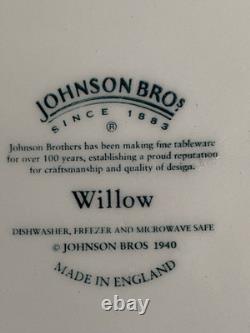 JOHNSON BROS
SINCE 1883
®
Johnson Brothers has been making fine tableware
for over 100 years, establishing a proud reputation
for craftsmanship and quality of design.
Willow
DISHWASHER, FREEZER AND MICROWAVE SAFE
© JOHNSON BROS 1940
MADE IN ENGLAND
ebay